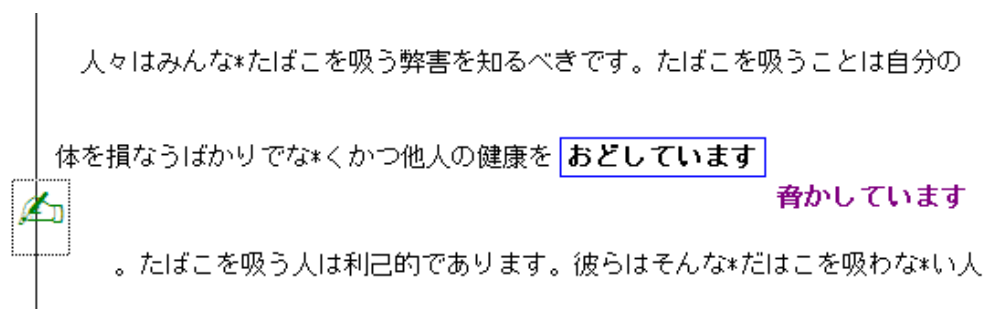 人々はみんな*たばこを吸う弊害を知るべきです。たばこを吸うことは自分の
体を損なうばかりでな*くかつ他人の健康を おどしています
脅かしています
。たばこを吸う人は利己的であります。彼らはそんな*だはこを吸わな*い人